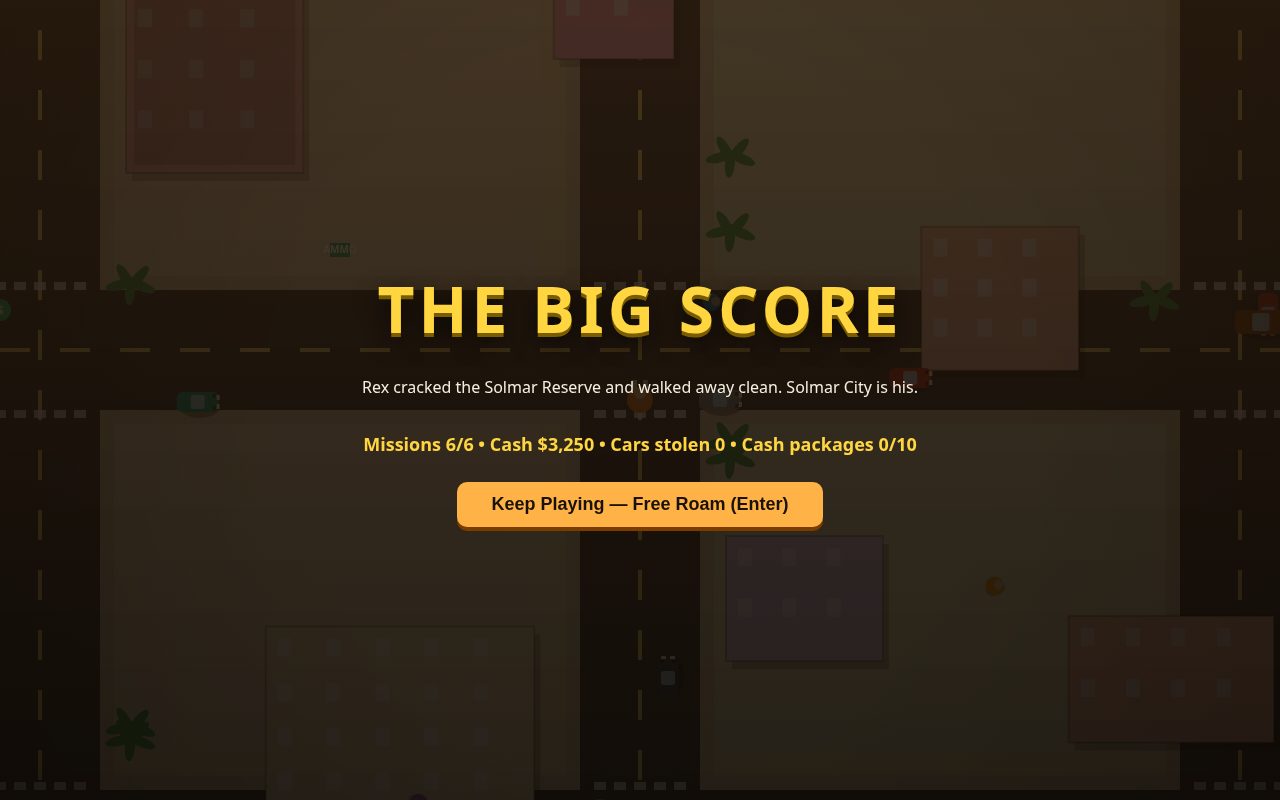 AMMO
THE BIG SCORE
Rex cracked the Solmar Reserve and walked away clean. Solmar City is his.
Missions 6/6 • Cash $3,250 • Cars stolen 0 • Cash packages 0/10
Keep Playing — Free Roam (Enter)